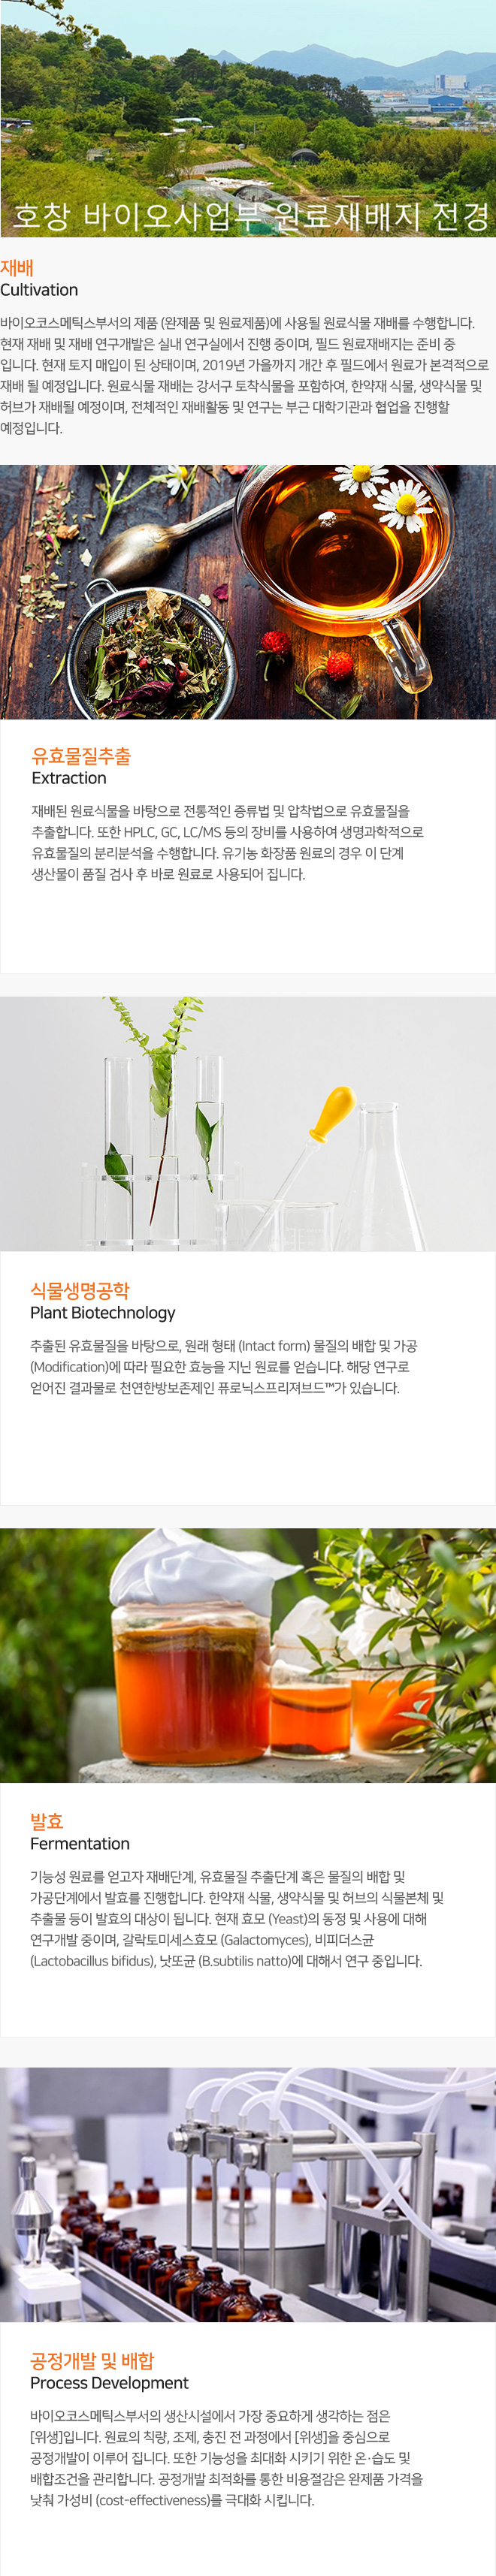 호창 바이오사업부 원료재배지 전경
재배
Cultivation
바이오코스메틱스부서의 제품 (완제품 및 원료제품)에 사용될 원료식물 재배를 수행합니다.
현재 재배 및 재배 연구개발은 실내 연구실에서 진행 중이며, 필드 원료재배지는 준비 중
입니다. 현재 토지 매입이 된 상태이며, 2019년 가을까지 개간 후 필드에서 원료가 본격적으로
재배 될 예정입니다. 원료식물 재배는 강서구 토착식물을 포함하여, 한약재 식물, 생약식물 및
허브가 재배될 예정이며, 전체적인 재배활동 및 연구는 부근 대학기관과 협업을 진행할
예정입니다.
유효물질추출
Extraction
재배된 원료식물을 바탕으로 전통적인 증류법 및 압착법으로 유효물질을
추출합니다. 또한 HPLC, GC, LC/MS 등의 장비를 사용하여 생명과학적으로
유효물질의 분리분석을 수행합니다. 유기농 화장품 원료의 경우 이 단계
생산물이 품질 검사 후 바로 원료로 사용되어 집니다.
식물생명공학
Plant Biotechnology
추출된 유효물질을 바탕으로, 원래 형태 (Intact form) 물질의 배합 및 가공
(Modification)에 따라 필요한 효능을 지닌 원료를 얻습니다. 해당 연구로
얻어진 결과물로 천연한방보존제인 퓨로닉스프리져브드™가 있습니다.
발효
Fermentation
기능성 원료를 얻고자 재배단계, 유효물질 추출단계 혹은 물질의 배합 및
가공단계에서 발효를 진행합니다. 한약재 식물, 생약식물 및 허브의 식물본체 및
추출물 등이 발효의 대상이 됩니다. 현재 효모 (Yeast)의 동정 및 사용에 대해
연구개발 중이며, 갈락토미세스효모 (Galactomyces), 비피더스균
(Lactobacillus bifidus), 낫또균 (B.subtilis natto)에 대해서 연구 중입니다.
공정개발 및 배합
Process Development
바이오코스메틱스부서의 생산시설에서 가장 중요하게 생각하는 점은
[위생]입니다. 원료의 칙량, 조제, 충진 전 과정에서 [위생]을 중심으로
공정개발이 이루어 집니다. 또한 기능성을 최대화 시키기 위한 온·습도 및
배합조건을 관리합니다. 공정개발 최적화를 통한 비용절감은 완제품 가격을
낮춰 가성비 (cost-effectiveness)를 극대화 시킵니다.